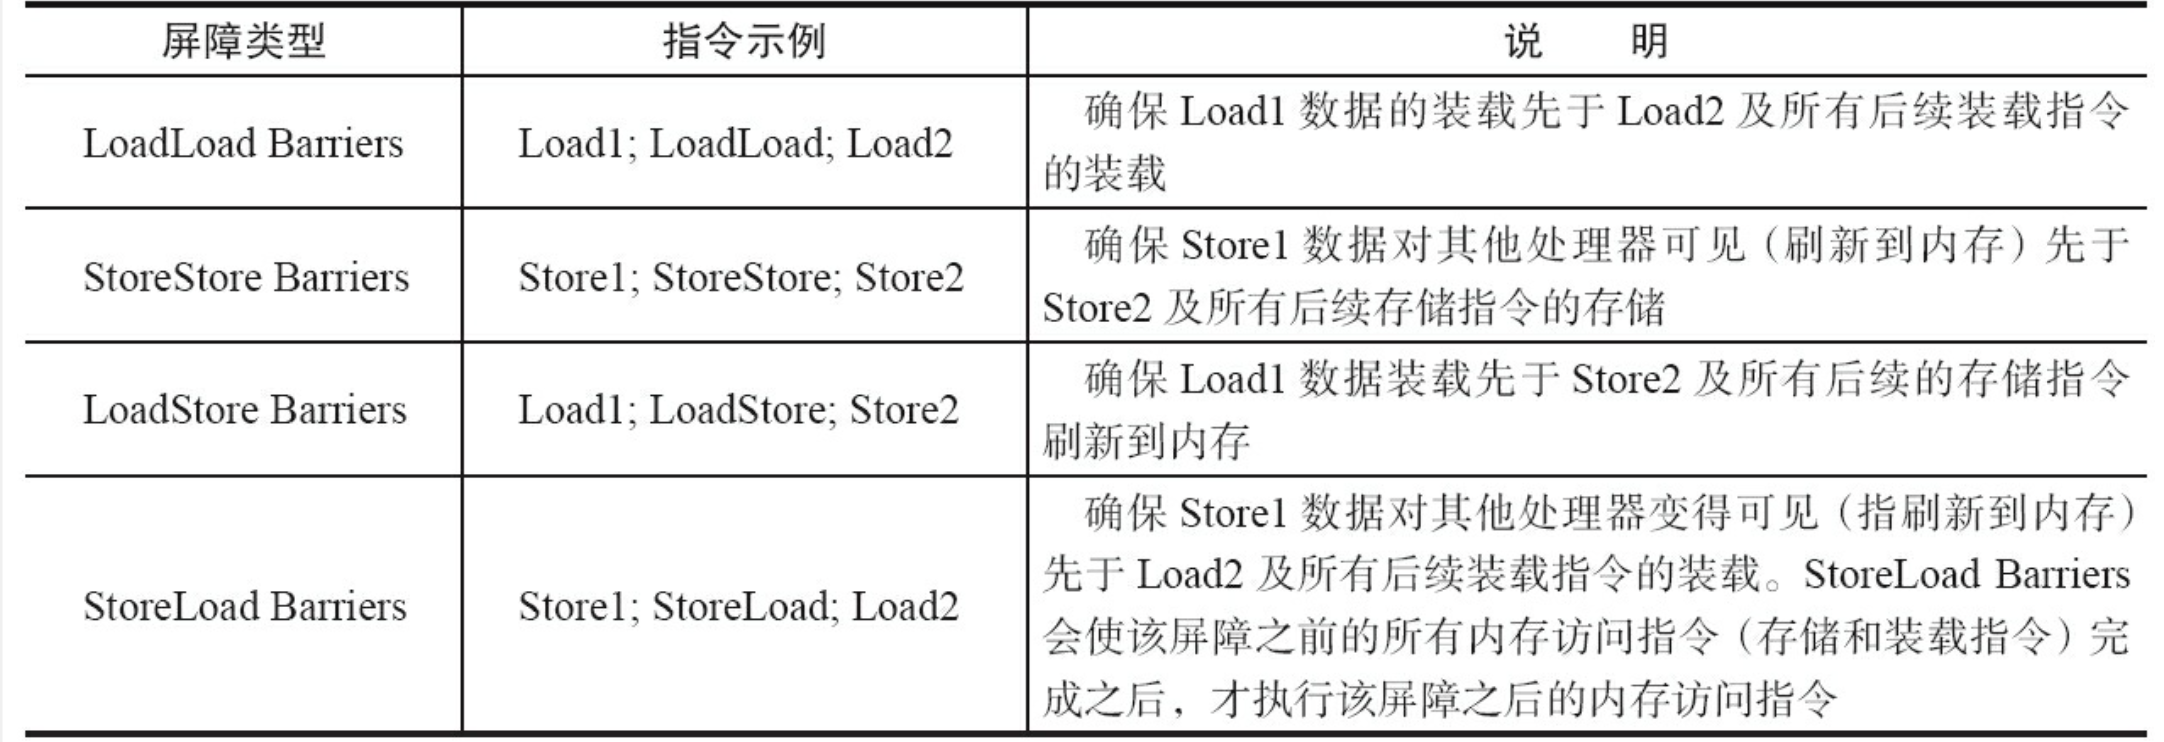 屏障类型 指令示例 说 明
LoadLoad Barriers Load1; LoadLoad; Load2 确保 Load1 数据的装载先于 Load2 及所有后续装载指令
的装载
StoreStore Barriers Store1; StoreStore; Store2 确保 Store1 数据对其他处理器可见（刷新到内存）先于
Store2 及所有后续存储指令的存储
LoadStore Barriers Load1; LoadStore; Store2 确保 Load1 数据装载先于 Store2 及所有后续的存储指令
刷新到内存
StoreLoad Barriers Store1; StoreLoad; Load2 确保 Store1 数据对其他处理器变得可见（指刷新到内存）
先于 Load2 及所有后续装载指令的装载。StoreLoad Barriers
会使该屏障之前的所有内存访问指令（存储和装载指令）完
成之后，才执行该屏障之后的内存访问指令